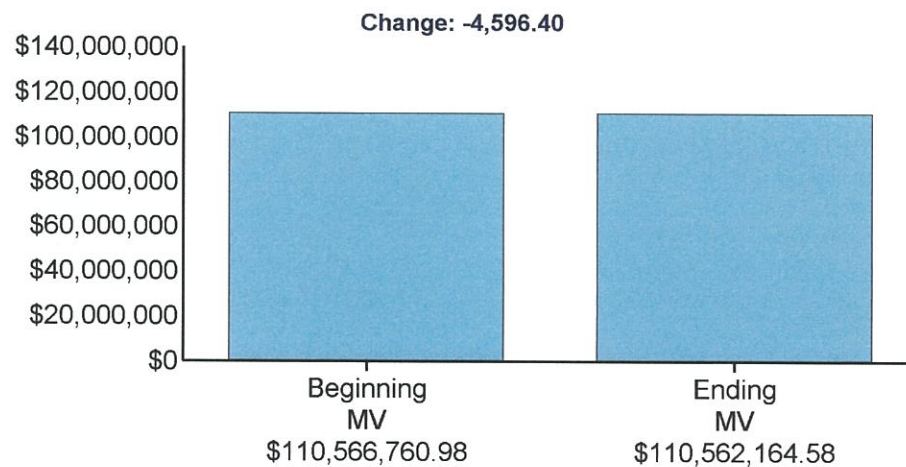 Change: -4,596.40
$140,000,000
$120,000,000
$100,000,000
$80,000,000
$60,000,000
$40,000,000
$20,000,000
$0
Beginning
MV
$110,566,760.98
Ending
MV
$110,562,164.58